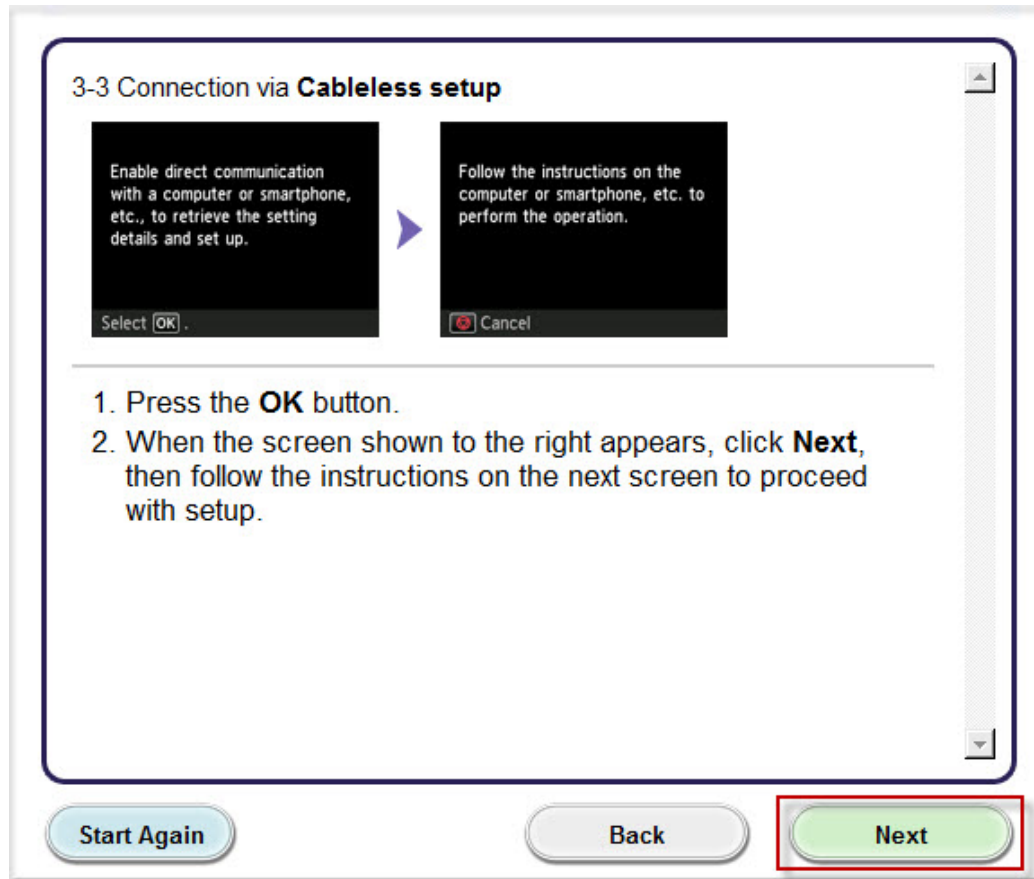 3-3 Connection via Cableless setup
Enable direct communication
with a computer or smartphone,
etc., to retrieve the setting
details and set up.
Select OK .
Follow the instructions on the
computer or smartphone, etc. to
perform the operation.
Cancel
1. Press the OK button.
2. When the screen shown to the right appears, click Next,
then follow the instructions on the next screen to proceed
with setup.
Start Again
Back
Next